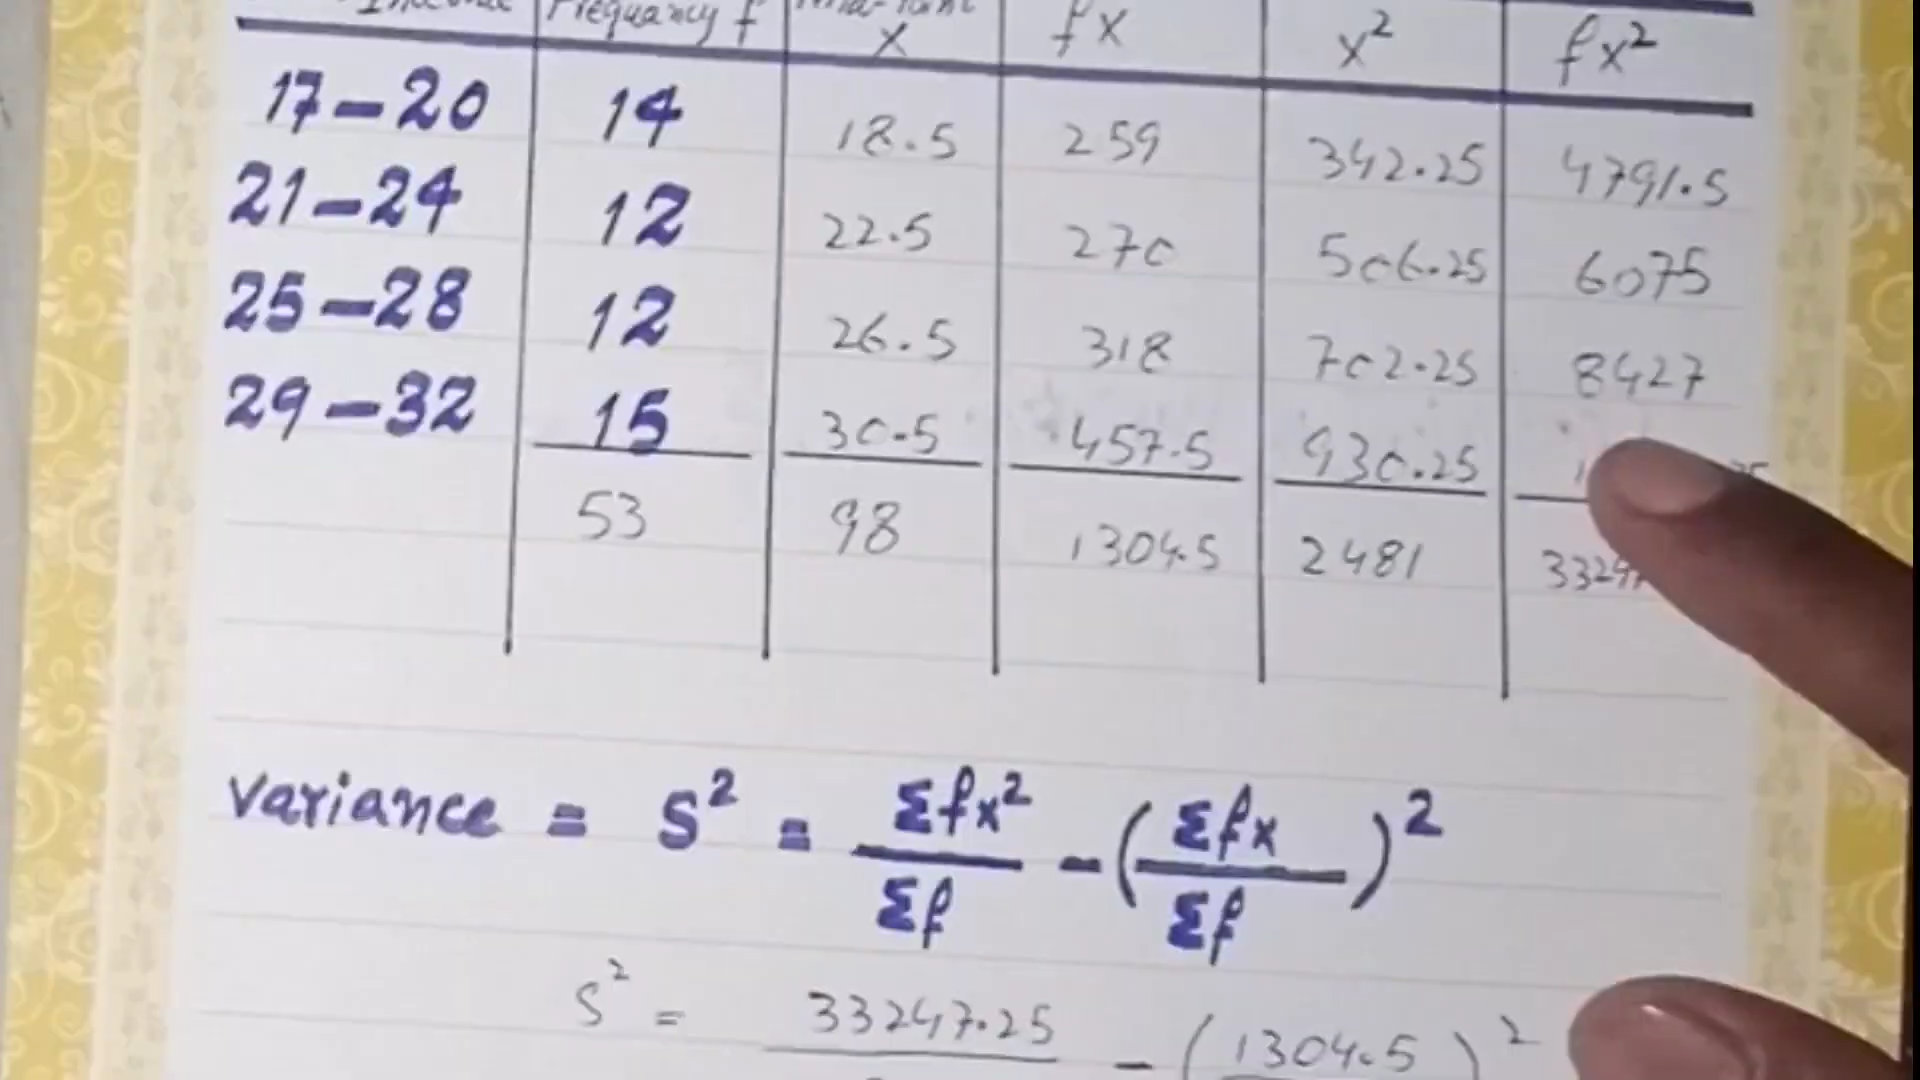 Frequency f x fx x² fx²
17-20 14 18.5 259 342.25 4791.5
21-24 12 22.5 270 506.25 6075
25-28 12 26.5 318 702.25 8427
29-32 15 30.5 457.5 930.25
53 98 1304.5 2481
variance = S² = Σfx² / Σf - (Σfx / Σf)²
S² = 33247.25 - (1304.5)²